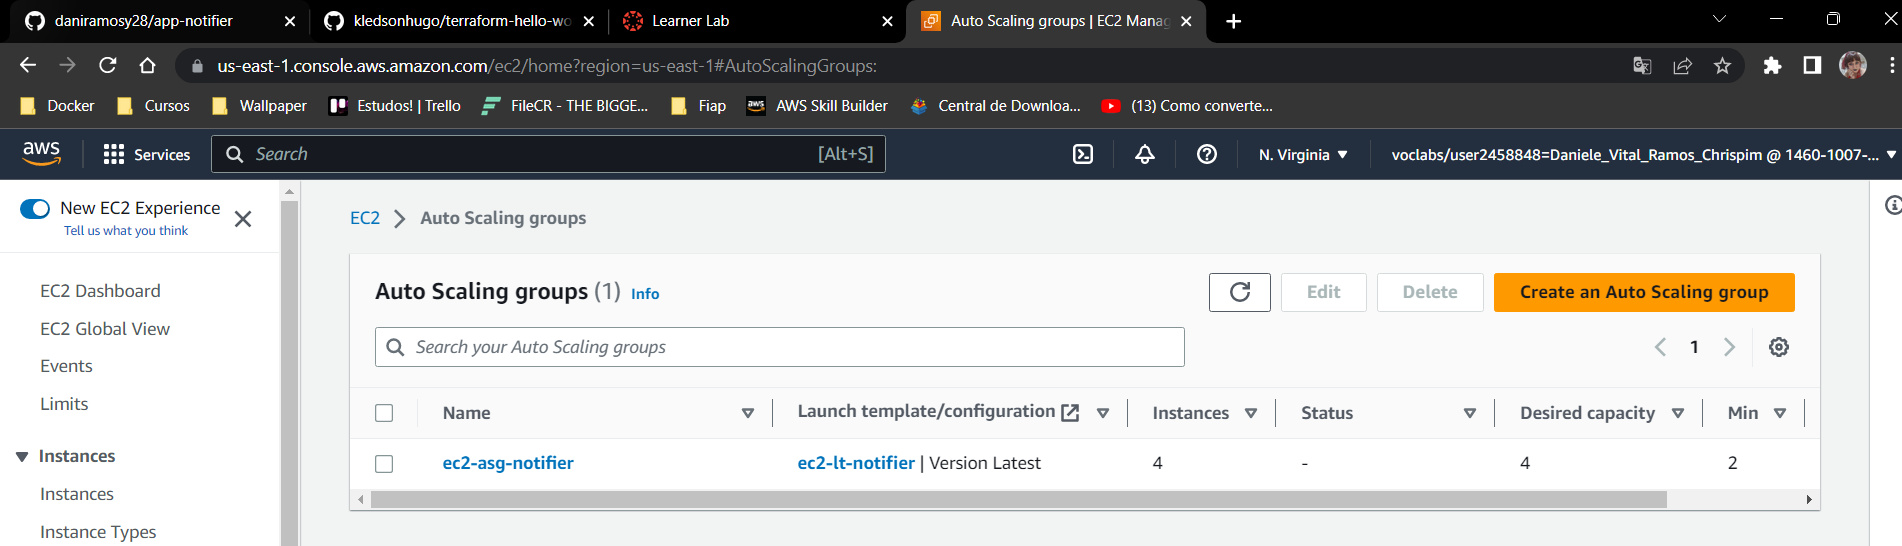 daniramosy28/app-notifier
kledsonhugo/terraform-hello-wo
Learner Lab
Auto Scaling groups | EC2 Manag
us-east-1.console.aws.amazon.com/ec2/home?region=us-east-1#AutoScalingGroups:
Docker Cursos Wallpaper Estudos! | Trello FileCR - THE BIGGE... Fiap AWS Skill Builder Central de Downloa... (13) Como converte...
aws Services Search [Alt+S] N. Virginia voclabs/user2458848=Daniele_Vital_Ramos_Chrispim @ 1460-1007-...
New EC2 Experience
Tell us what you think
EC2 Dashboard
EC2 Global View
Events
Limits
Instances
Instances
Instance Types
EC2 Auto Scaling groups
Auto Scaling groups (1) Info
Edit Delete Create an Auto Scaling group
Search your Auto Scaling groups
1
Name Launch template/configuration Instances Status Desired capacity Min
ec2-asg-notifier ec2-lt-notifier | Version Latest 4 - 4 2